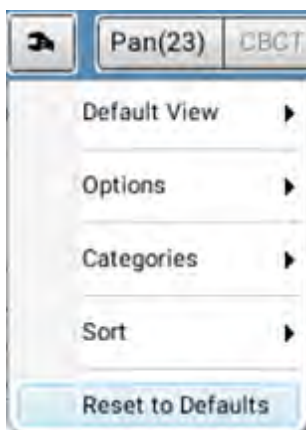 Pan(23) CBCT
Default View
Options
Categories
Sort
Reset to Defaults